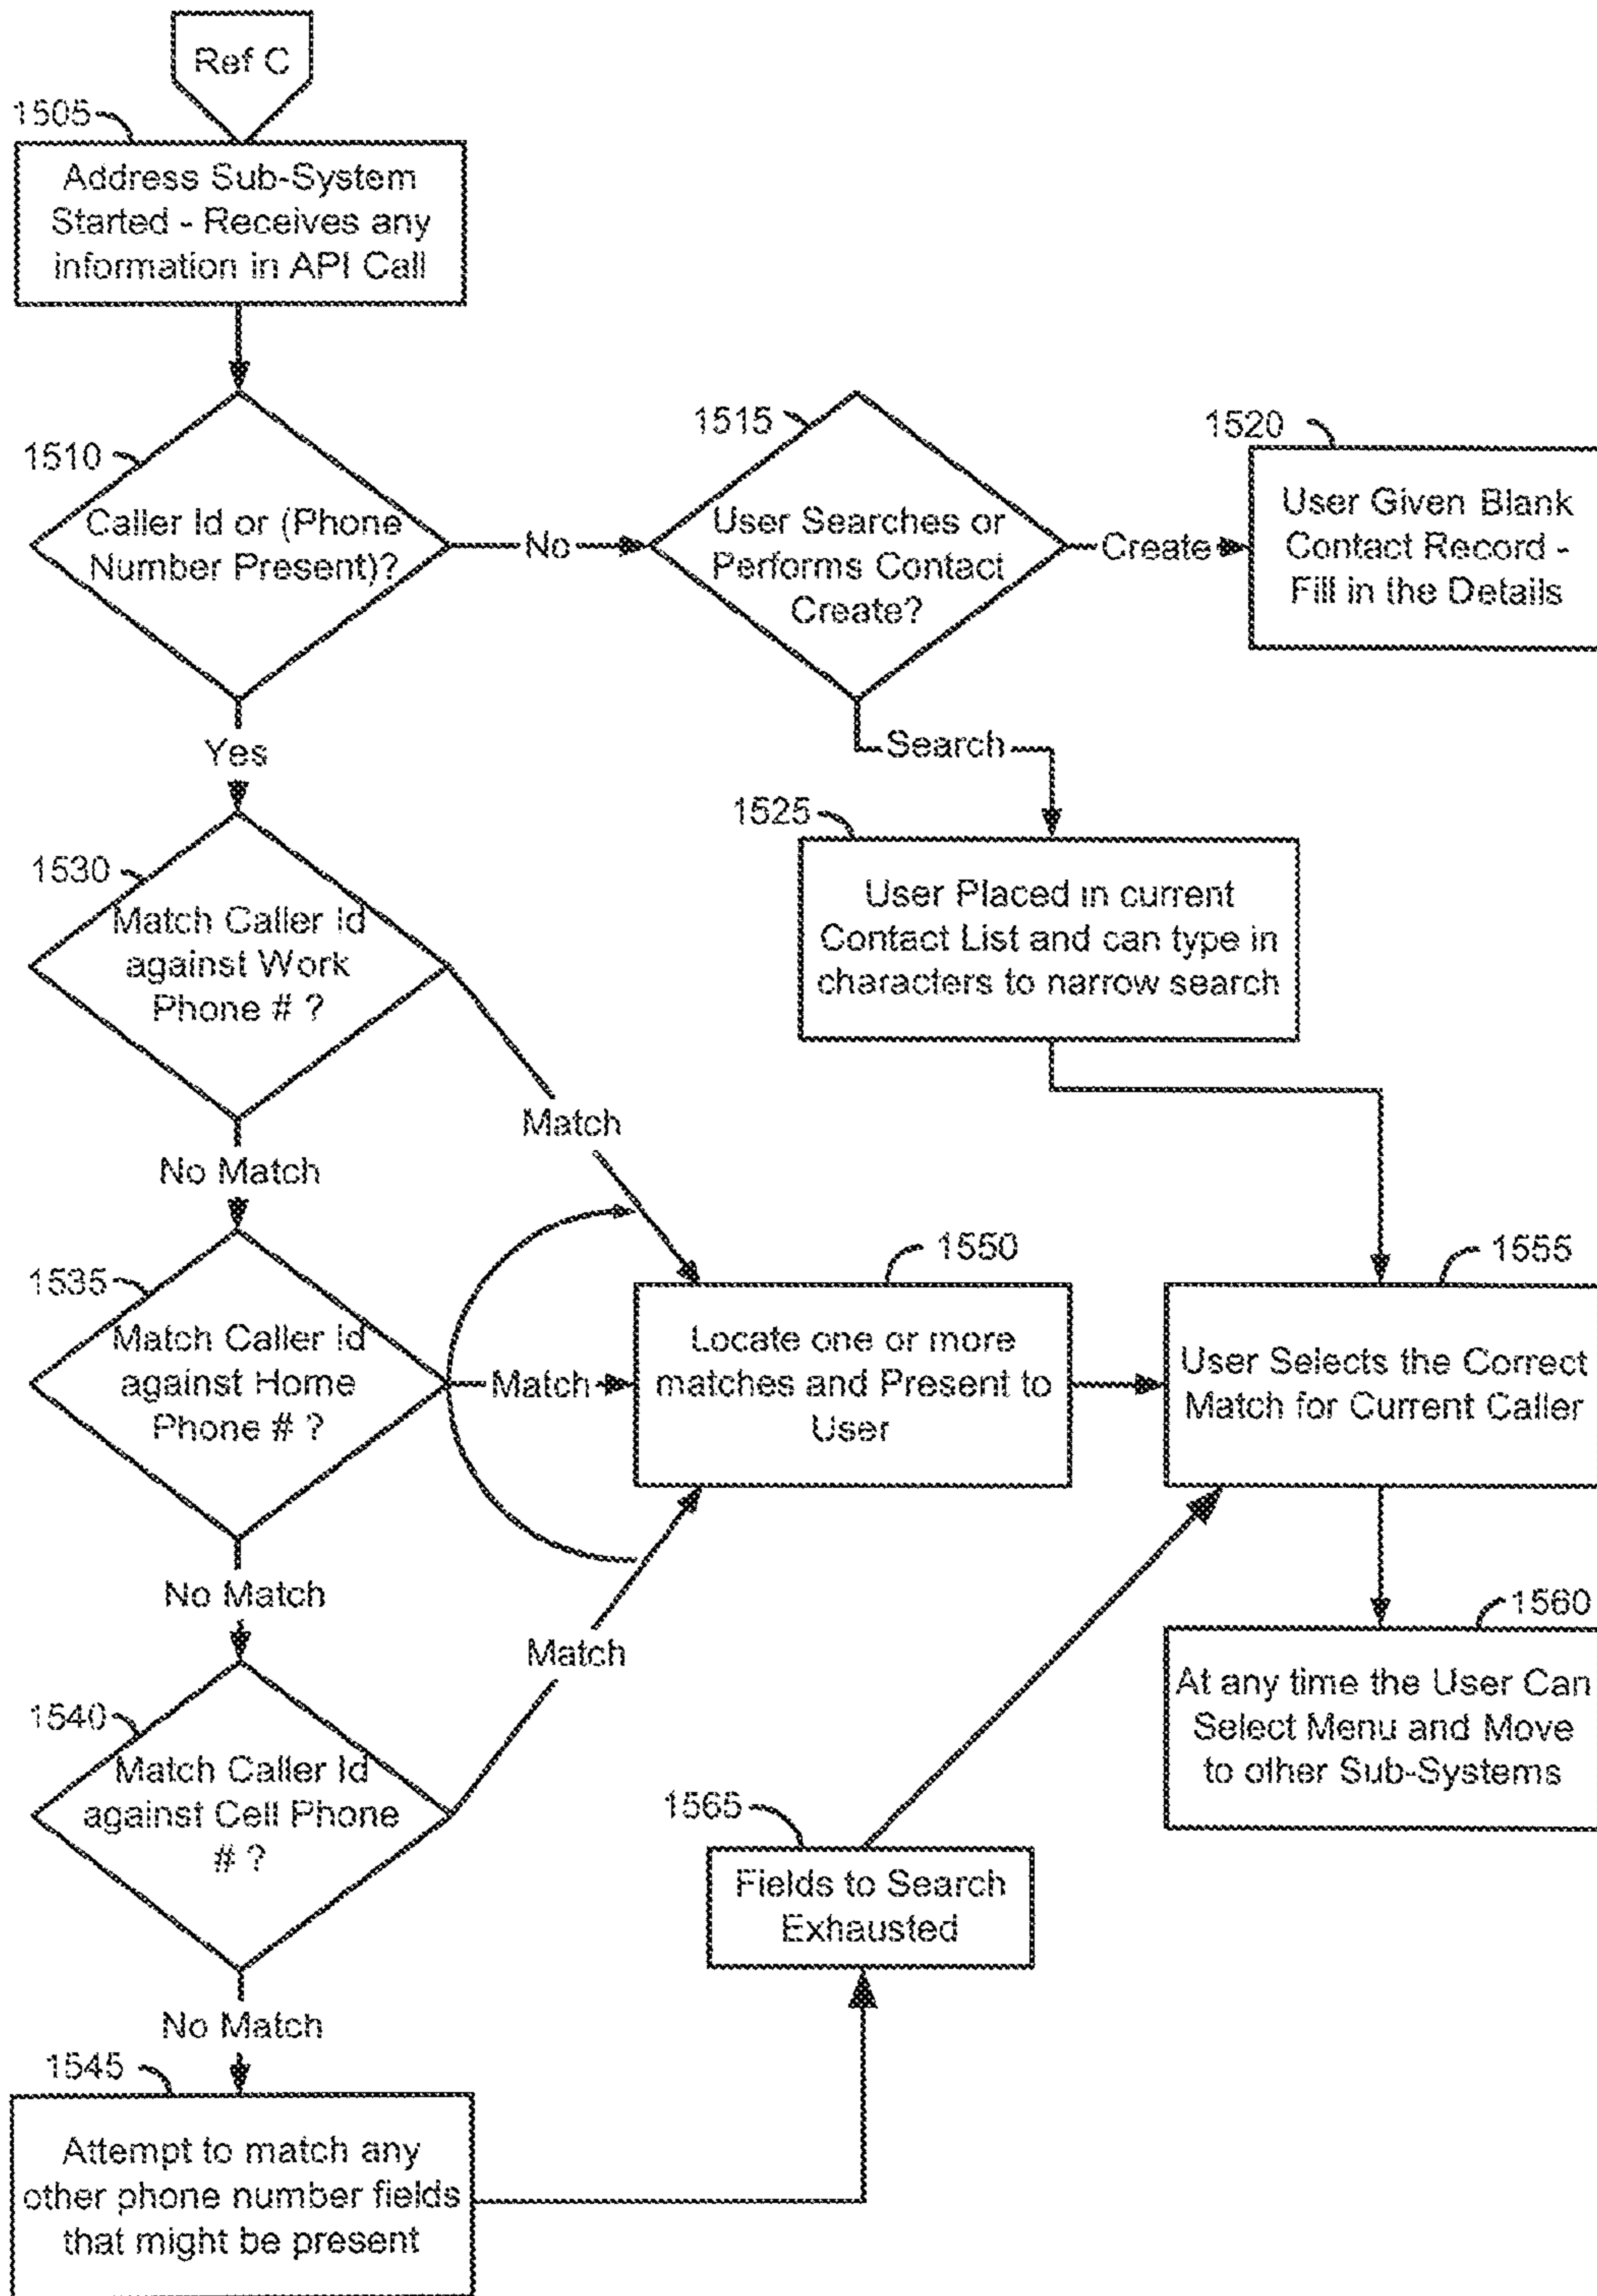 Ref C
1505
Address Sub-System
Started - Receives any
information in API Call
1510
Caller Id or (Phone
Number Present)?
No
1515
User Searches or
Performs Contact
Create?
Create
1520
User Given Blank
Contact Record -
Fill in the Details
Yes
Search
1525
User Placed in current
Contact List and can type in
characters to narrow search
1530
Match Caller Id
against Work
Phone # ?
Match
No Match
1535
Match Caller Id
against Home
Phone # ?
Match
1550
Locate one or more
matches and Present to
User
1555
User Selects the Correct
Match for Current Caller
No Match
1540
Match Caller Id
against Cell Phone
# ?
Match
1560
At any time the User Can
Select Menu and Move
to other Sub-Systems
1565
Fields to Search
Exhausted
No Match
1545
Attempt to match any
other phone number fields
that might be present